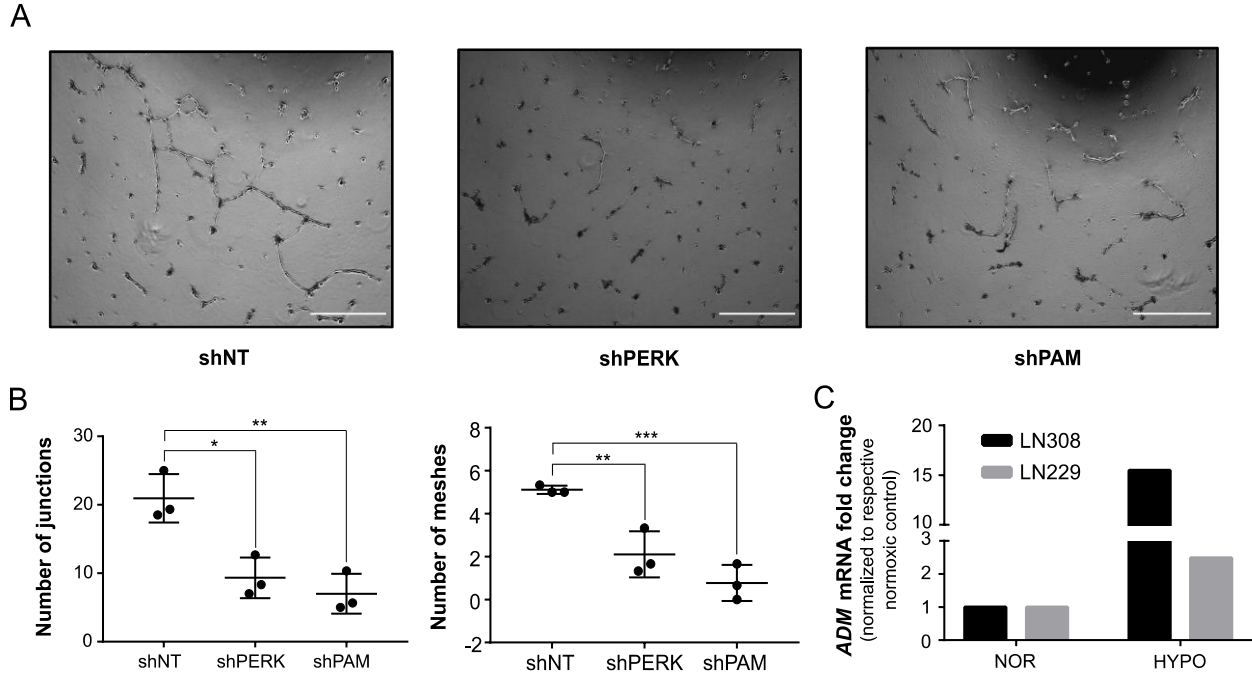 A
shNT
shPERK
shPAM
B
Number of junctions
30
20
10
0
*
**
shNT
shPERK
shPAM
Number of meshes
8
6
4
2
0
-2
**
***
shNT
shPERK
shPAM
C
ADM mRNA fold change
(normalized to respective
normoxic control)
20
15
10
3
2
1
0
LN308
LN229
NOR
HYPO